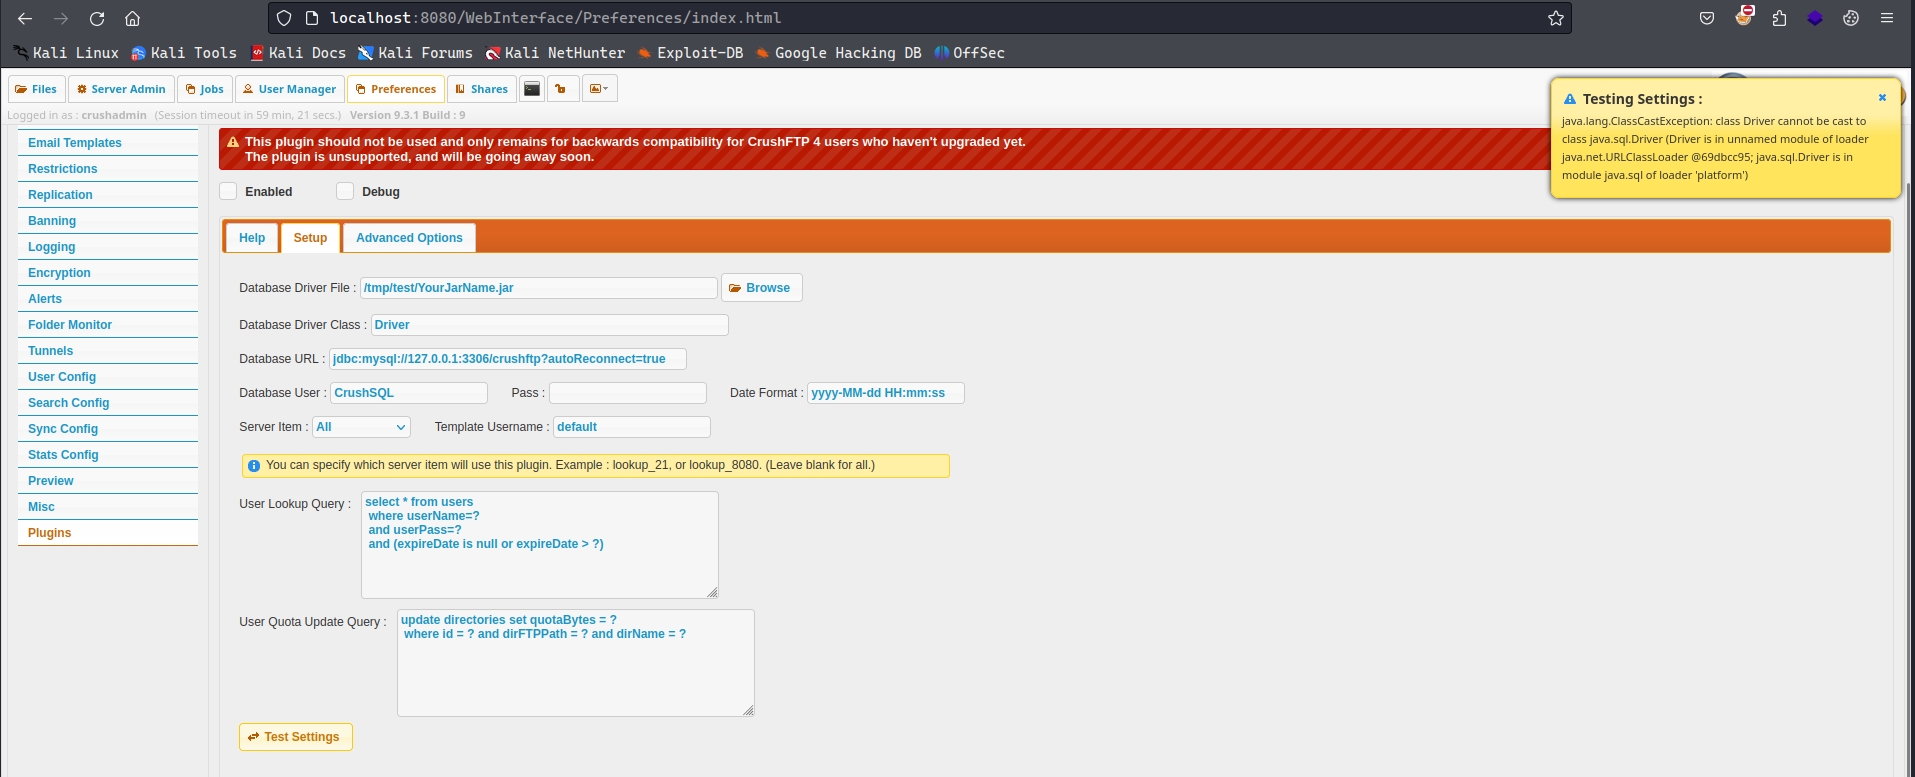 localhost:8080/WebInterface/Preferences/index.html
Kali Linux Kali Tools Kali Docs Kali Forums Kali NetHunter Exploit-DB Google Hacking DB OffSec
Files Server Admin Jobs User Manager Preferences Shares
Logged in as : crushadmin (Session timeout in 59 min, 21 secs.) Version 9.3.1 Build : 9
Testing Settings :
java.lang.ClassCastException: class Driver cannot be cast to
class java.sql.Driver (Driver is in unnamed module of loader
java.net.URLClassLoader @69dbcc95; java.sql.Driver is in
module java.sql of loader 'platform')
Email Templates
Restrictions
Replication
Banning
Logging
Encryption
Alerts
Folder Monitor
Tunnels
User Config
Search Config
Sync Config
Stats Config
Preview
Misc
Plugins
This plugin should not be used and only remains for backwards compatibility for CrushFTP 4 users who haven't upgraded yet.
The plugin is unsupported, and will be going away soon.
Enabled Debug
Help Setup Advanced Options
Database Driver File : /tmp/test/YourJarName.jar Browse
Database Driver Class : Driver
Database URL : jdbc:mysql://127.0.0.1:3306/crushftp?autoReconnect=true
Database User : CrushSQL Pass : Date Format : yyyy-MM-dd HH:mm:ss
Server Item : All Template Username : default
You can specify which server item will use this plugin. Example : lookup_21, or lookup_8080. (Leave blank for all.)
User Lookup Query : select * from users
where userName=?
and userPass=?
and (expireDate is null or expireDate > ?)
User Quota Update Query : update directories set quotaBytes = ?
where id = ? and dirFTPPath = ? and dirName = ?
Test Settings